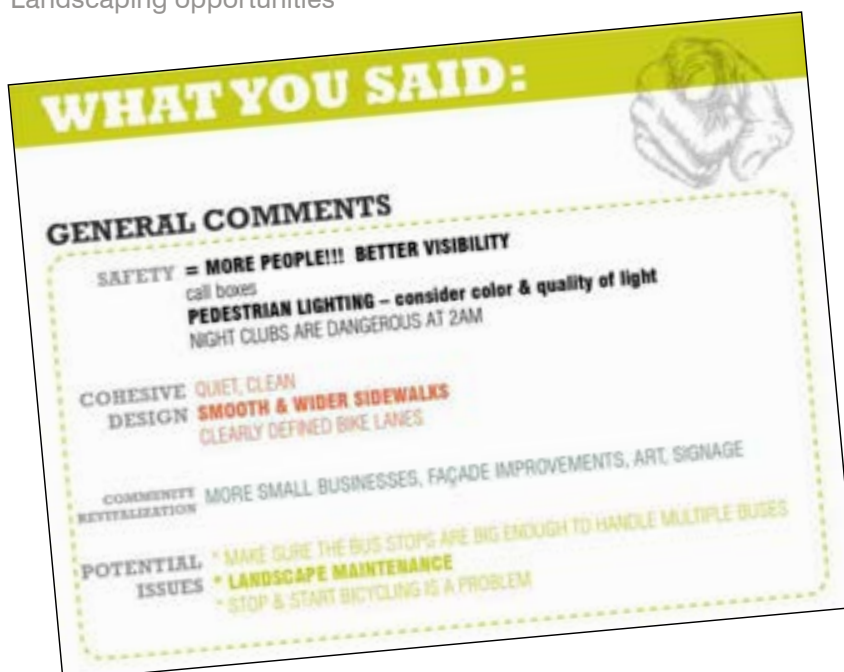 Landscaping opportunities
WHAT YOU SAID:
GENERAL COMMENTS
SAFETY = MORE PEOPLE!!! BETTER VISIBILITY
call boxes
PEDESTRIAN LIGHTING – consider color & quality of light
NIGHT CLUBS ARE DANGEROUS AT 2AM
COHESIVE QUIET, CLEAN
DESIGN SMOOTH & WIDER SIDEWALKS
CLEARLY DEFINED BIKE LANES
COMMUNITY
REVITALIZATION MORE SMALL BUSINESSES, FAÇADE IMPROVEMENTS, ART, SIGNAGE
POTENTIAL * MAKE SURE THE BUS STOPS ARE BIG ENOUGH TO HANDLE MULTIPLE BUSES
ISSUES * LANDSCAPE MAINTENANCE
* STOP & START BICYCLING IS A PROBLEM